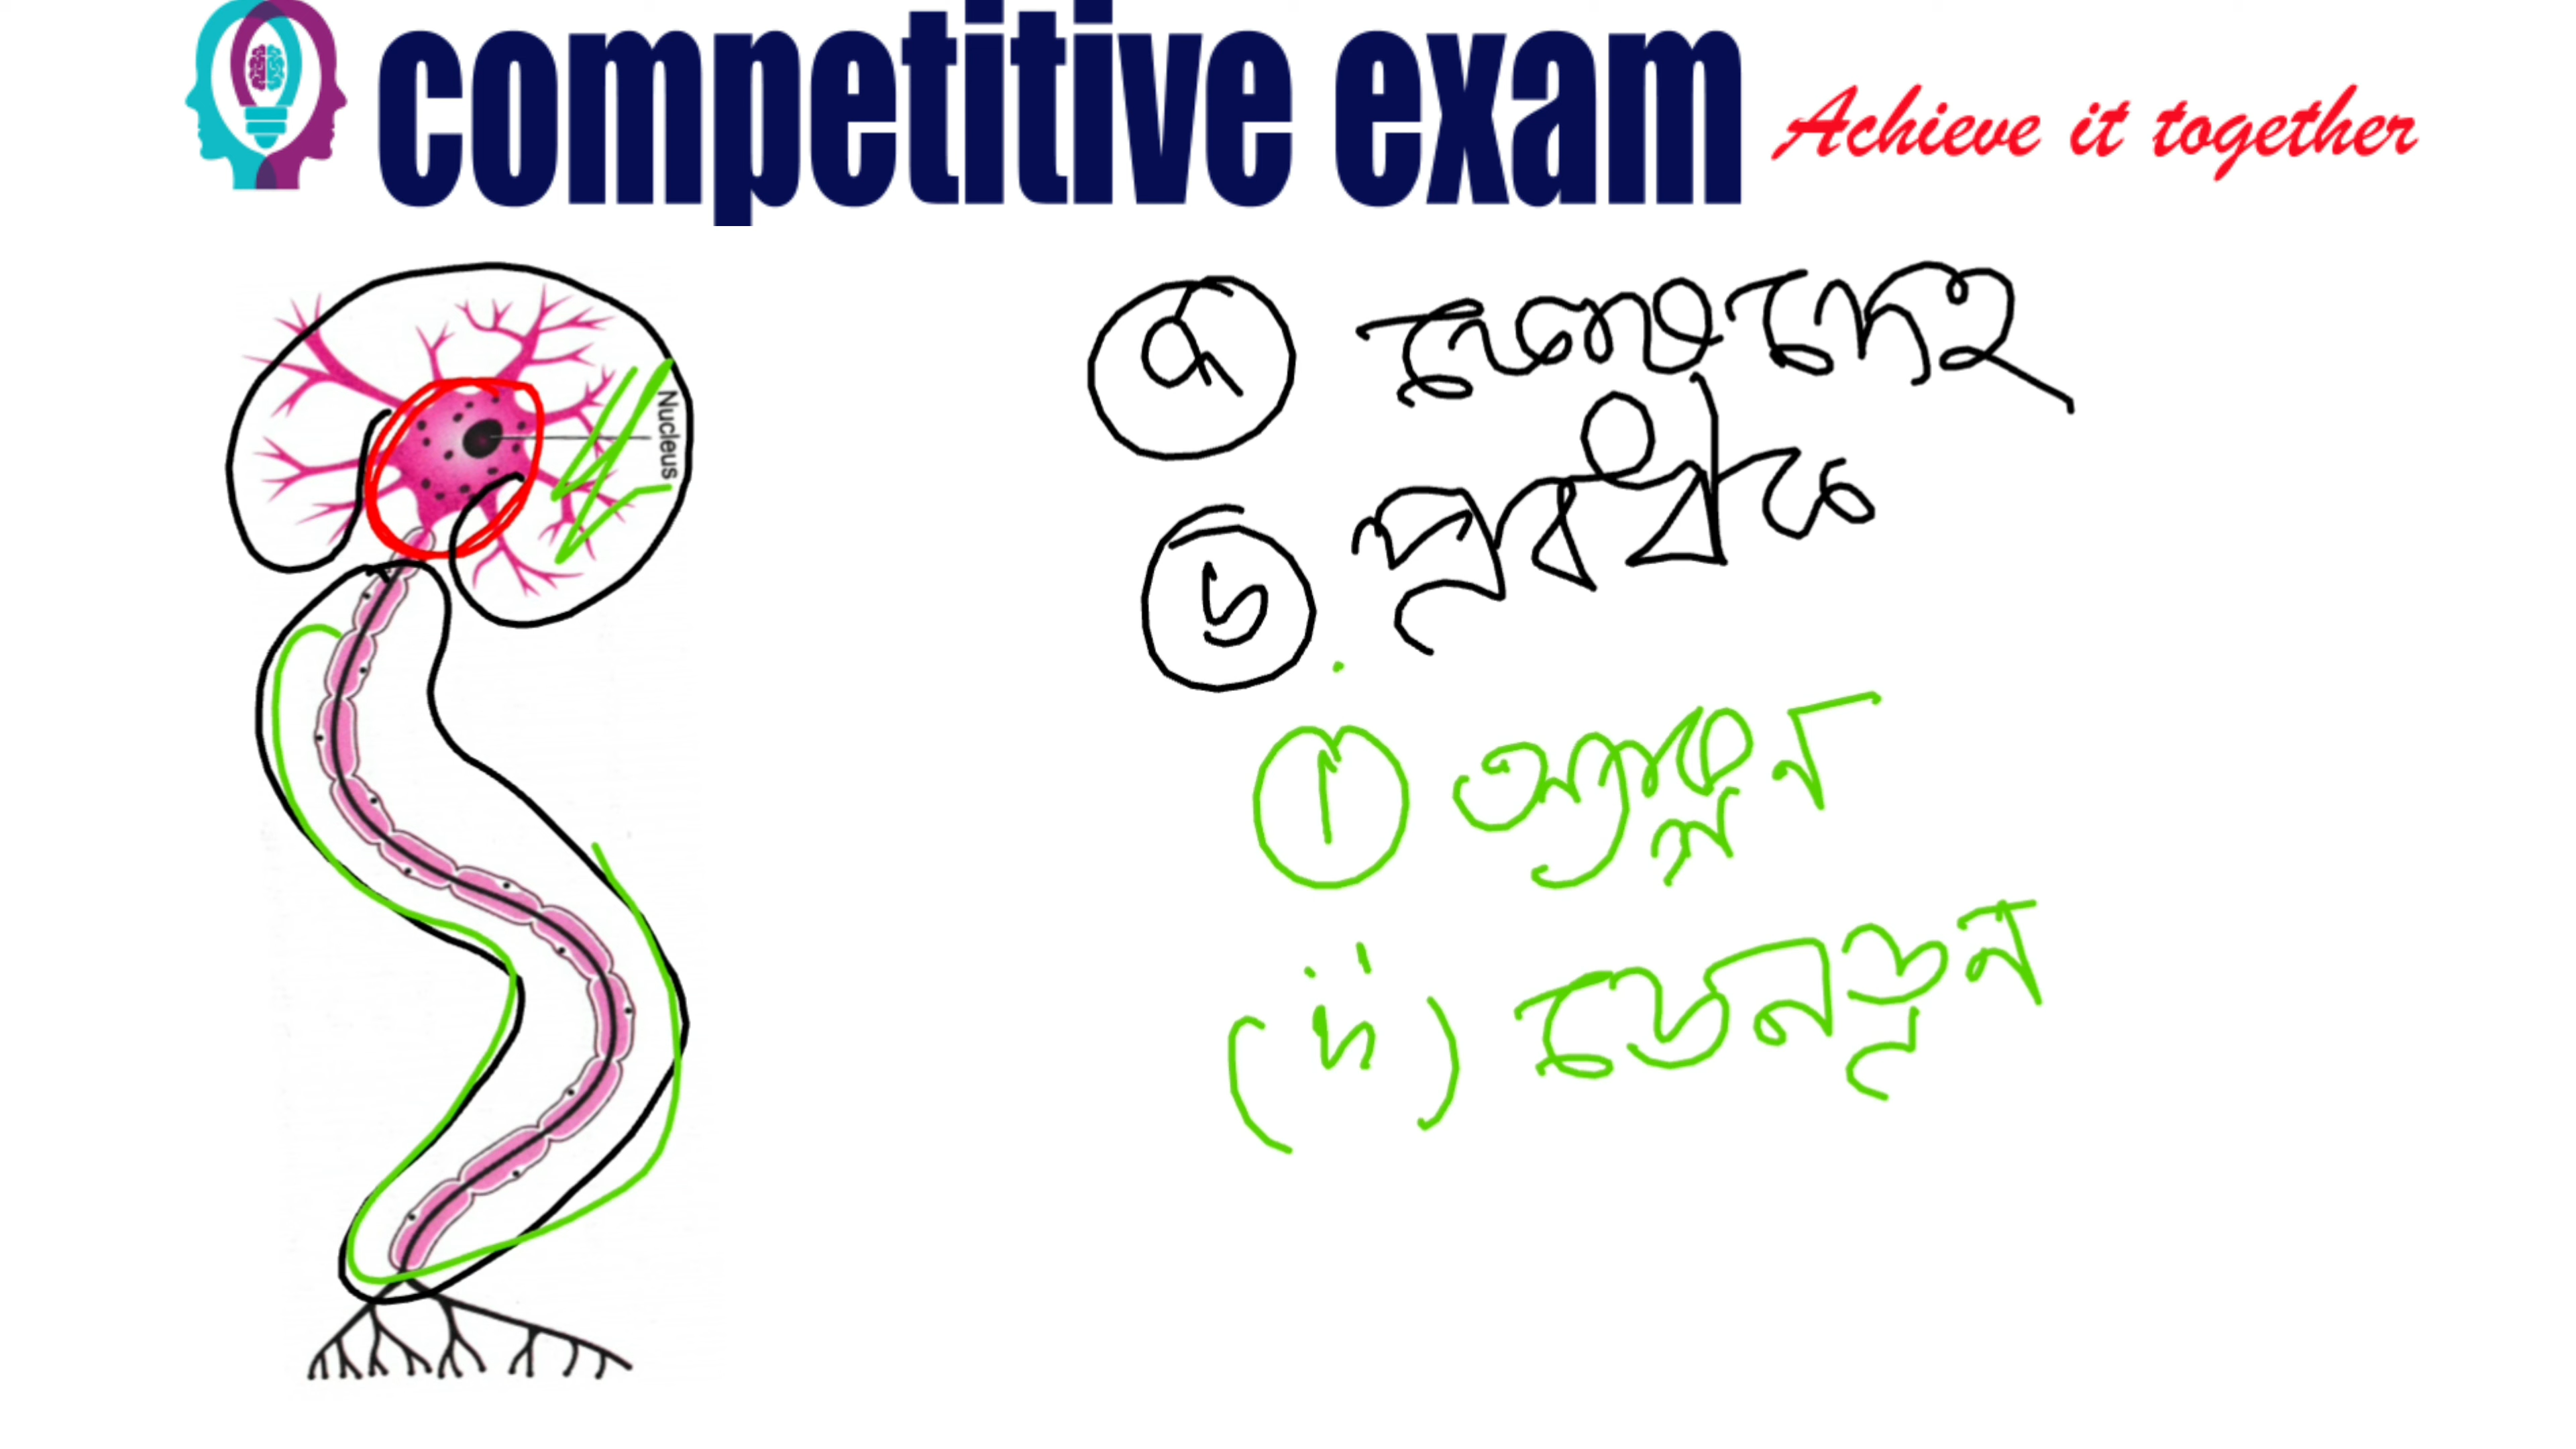 competitive exam
Achieve it together
Nucleus
a কোষদেহ
b প্রবর্ধক
i অ্যাক্সন
(ii) ডেনড্রন